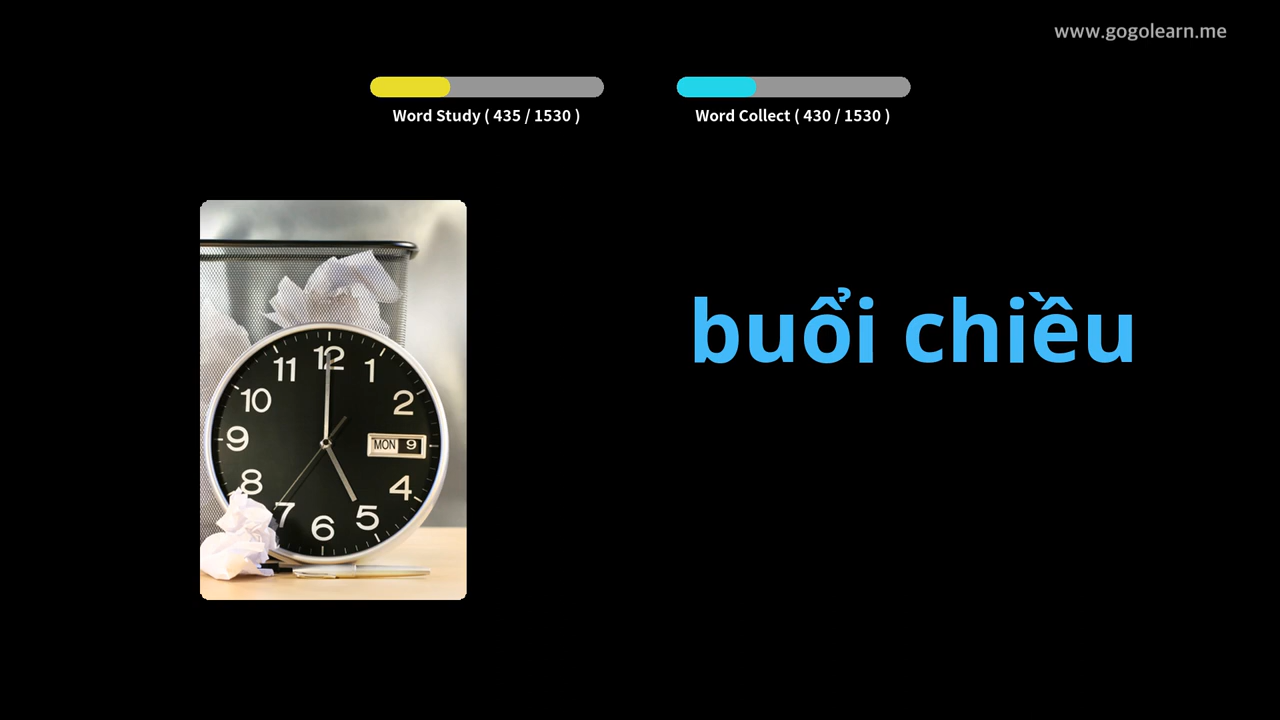 www.gogolearn.me
Word Study ( 435 / 1530 )
Word Collect ( 430 / 1530 )
buổi chiều
12
11
1
10
2
9
MON 9
8
4
7
5
6